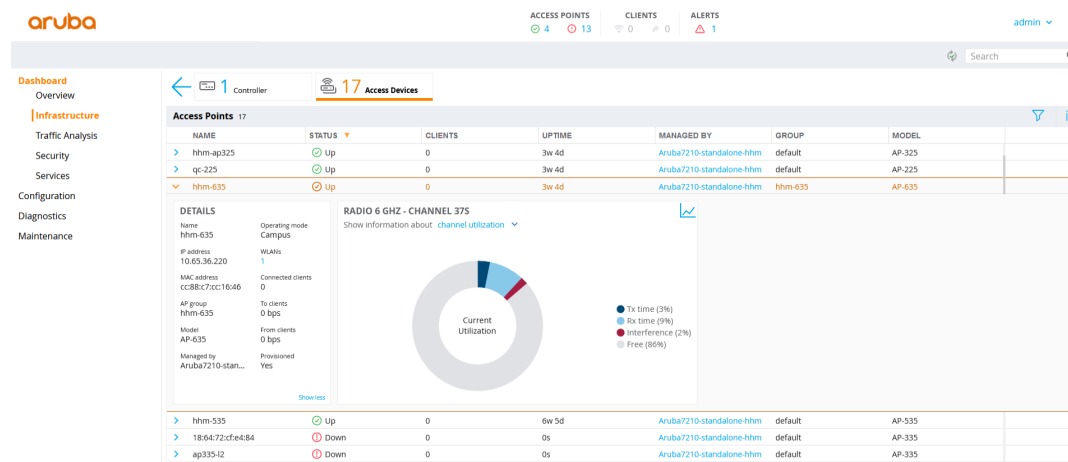 aruba
ACCESS POINTS CLIENTS ALERTS
4 13 0 0 1
admin
Search
Dashboard
Overview
Infrastructure
Traffic Analysis
Security
Services
Configuration
Diagnostics
Maintenance
1 Controller 17 Access Devices
Access Points 17
NAME STATUS CLIENTS UPTIME MANAGED BY GROUP MODEL
hhm-ap325 Up 0 3w 4d Aruba7210-standalone-hhm default AP-325
qc-225 Up 0 3w 4d Aruba7210-standalone-hhm default AP-225
hhm-635 Up 0 3w 4d Aruba7210-standalone-hhm hhm-635 AP-635
DETAILS
Name Operating mode
hhm-635 Campus
IP address WLANs
10.65.36.220 1
MAC address Connected clients
cc:88:c7:cc:16:46 0
AP group To clients
hhm-635 0 bps
Model From clients
AP-635 0 bps
Managed by Provisioned
Aruba7210-stan... Yes
Show less
RADIO 6 GHZ - CHANNEL 37S
Show information about channel utilization
Current
Utilization
Tx time (3%)
Rx time (9%)
Interference (2%)
Free (86%)
hhm-535 Up 0 6w 5d Aruba7210-standalone-hhm default AP-535
18:64:72:cf:e4:84 Down 0 0s Aruba7210-standalone-hhm default AP-335
ap335-l2 Down 0 0s Aruba7210-standalone-hhm default AP-335